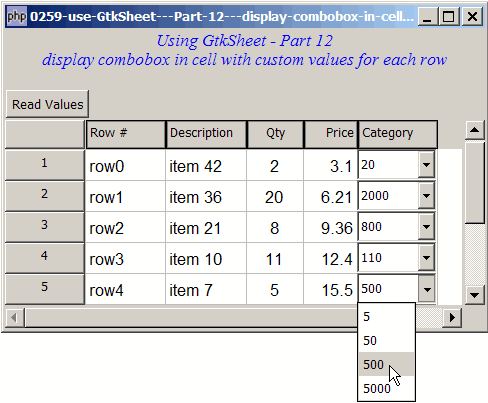 php 0259-use-GtkSheet---Part-12---display-combobox-in-cell...
Using GtkSheet - Part 12
display combobox in cell with custom values for each row
Read Values
Row # Description Qty Price Category
1 row0 item 42 2 3.1 20
2 row1 item 36 20 6.21 2000
3 row2 item 21 8 9.36 800
4 row3 item 10 11 12.4 110
5 row4 item 7 5 15.5 500
5
50
500
5000